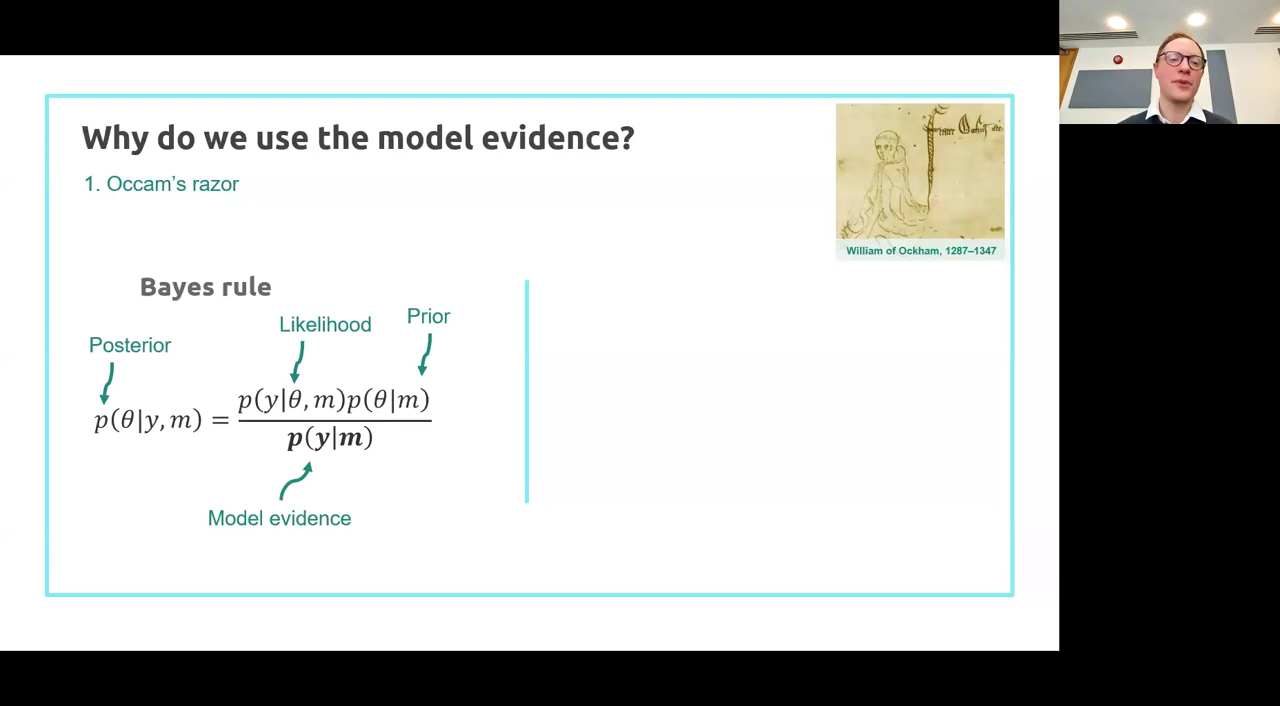 Why do we use the model evidence?
1. Occam's razor
William of Ockham, 1287–1347
Bayes rule
Posterior
Likelihood
Prior
p(θ|y, m) = p(y|θ, m)p(θ|m)
p(y|m)
Model evidence